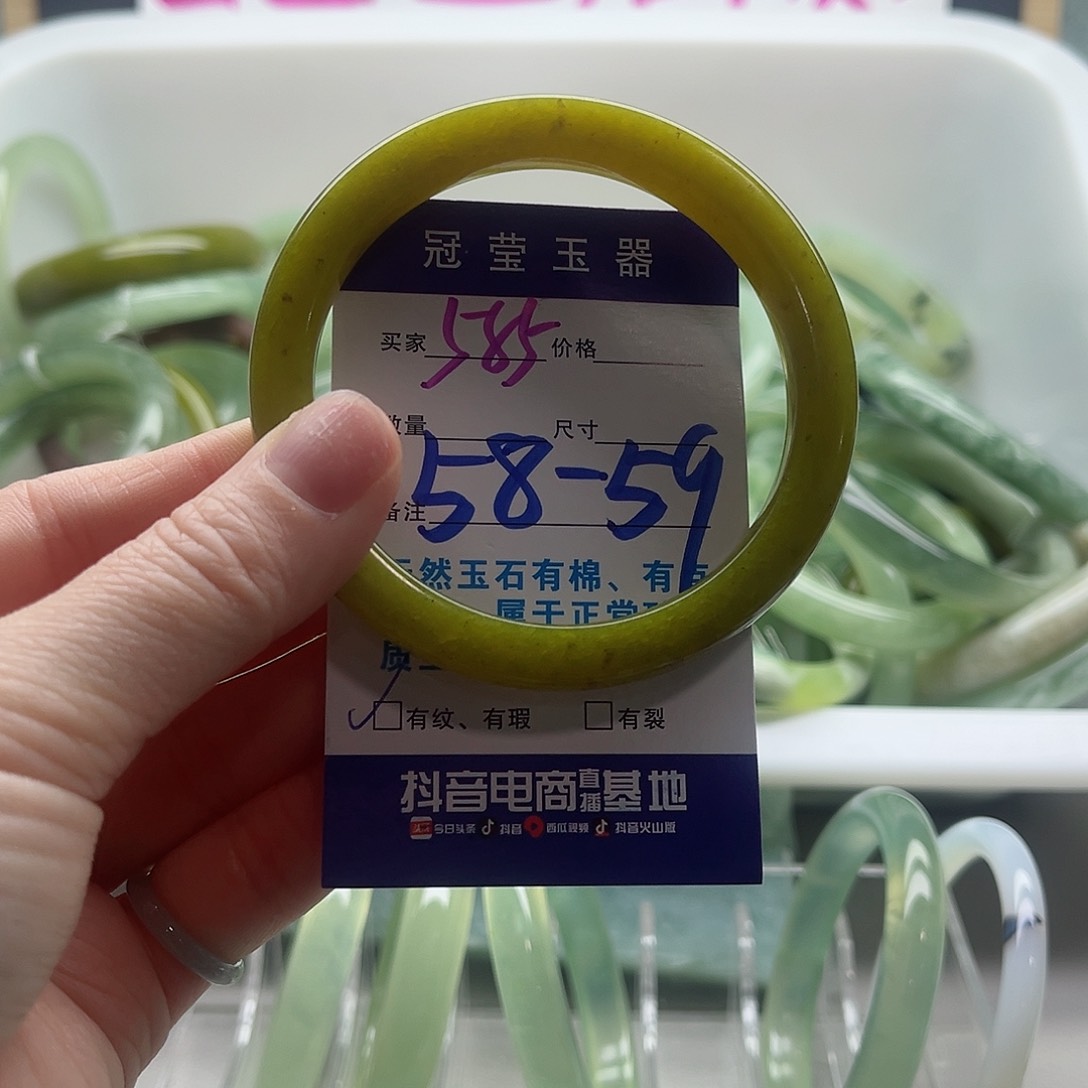 冠莹玉器
买家 585 价格
数量 尺寸
58-59
备注
天然玉石有棉、有
属于正常
质
✓□有纹、有瑕 □有裂
抖音电商直播基地
今日头条 抖音 西瓜视频 抖音火山版